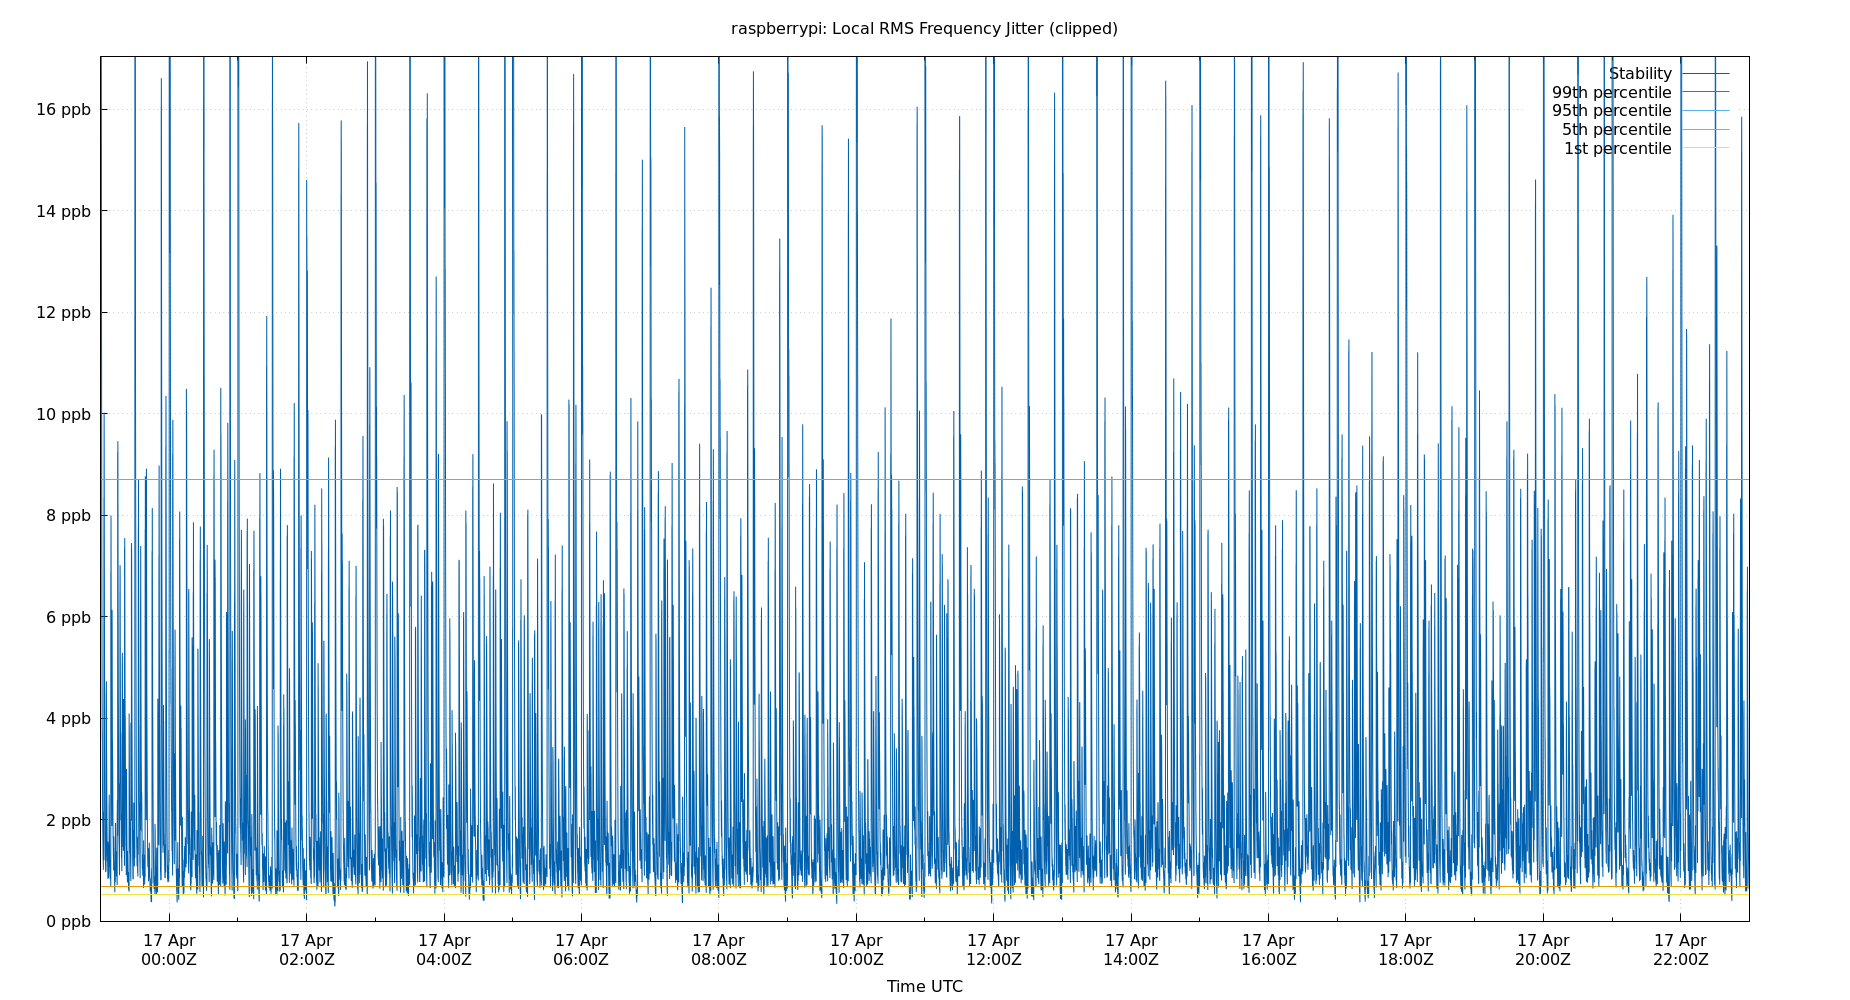 raspberrypi: Local RMS Frequency Jitter (clipped)
Stability
99th percentile
95th percentile
5th percentile
1st percentile
16 ppb
14 ppb
12 ppb
10 ppb
8 ppb
6 ppb
4 ppb
2 ppb
0 ppb
17 Apr 17 Apr 17 Apr 17 Apr 17 Apr 17 Apr 17 Apr 17 Apr 17 Apr 17 Apr 17 Apr 17 Apr
00:00Z 02:00Z 04:00Z 06:00Z 08:00Z 10:00Z 12:00Z 14:00Z 16:00Z 18:00Z 20:00Z 22:00Z
Time UTC